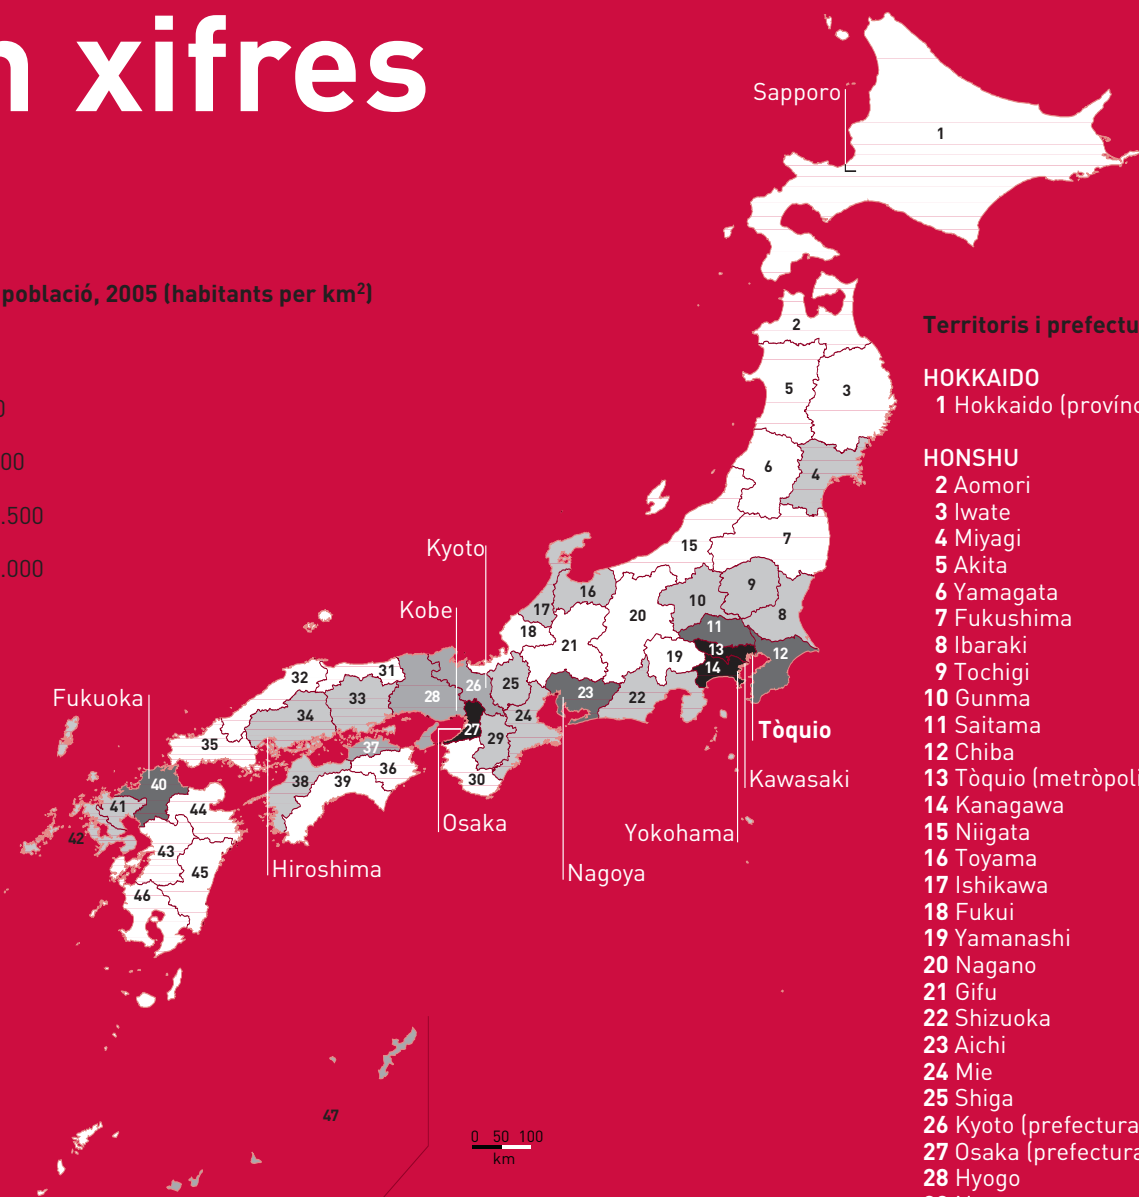 n xifres
població, 2005 (habitants per km²)
0
00
.500
.000
Sapporo
1
2
5
3
6
4
15
7
Kyoto
16
9
10
17
8
20
Kobe
18
11
21
13
12
19
14
32
31
26
25
28
23
22
Fukuoka
33
34
24
27
29
Tòquio
35
37
36
30
40
38
39
Kawasaki
41
44
42
Osaka
Yokohama
43
45
Hiroshima
Nagoya
46
47
0 50 100
km
Territoris i prefectu
HOKKAIDO
1 Hokkaido (provínc
HONSHU
2 Aomori
3 Iwate
4 Miyagi
5 Akita
6 Yamagata
7 Fukushima
8 Ibaraki
9 Tochigi
10 Gunma
11 Saitama
12 Chiba
13 Tòquio (metròpoli
14 Kanagawa
15 Niigata
16 Toyama
17 Ishikawa
18 Fukui
19 Yamanashi
20 Nagano
21 Gifu
22 Shizuoka
23 Aichi
24 Mie
25 Shiga
26 Kyoto (prefectura
27 Osaka (prefectura
28 Hyogo